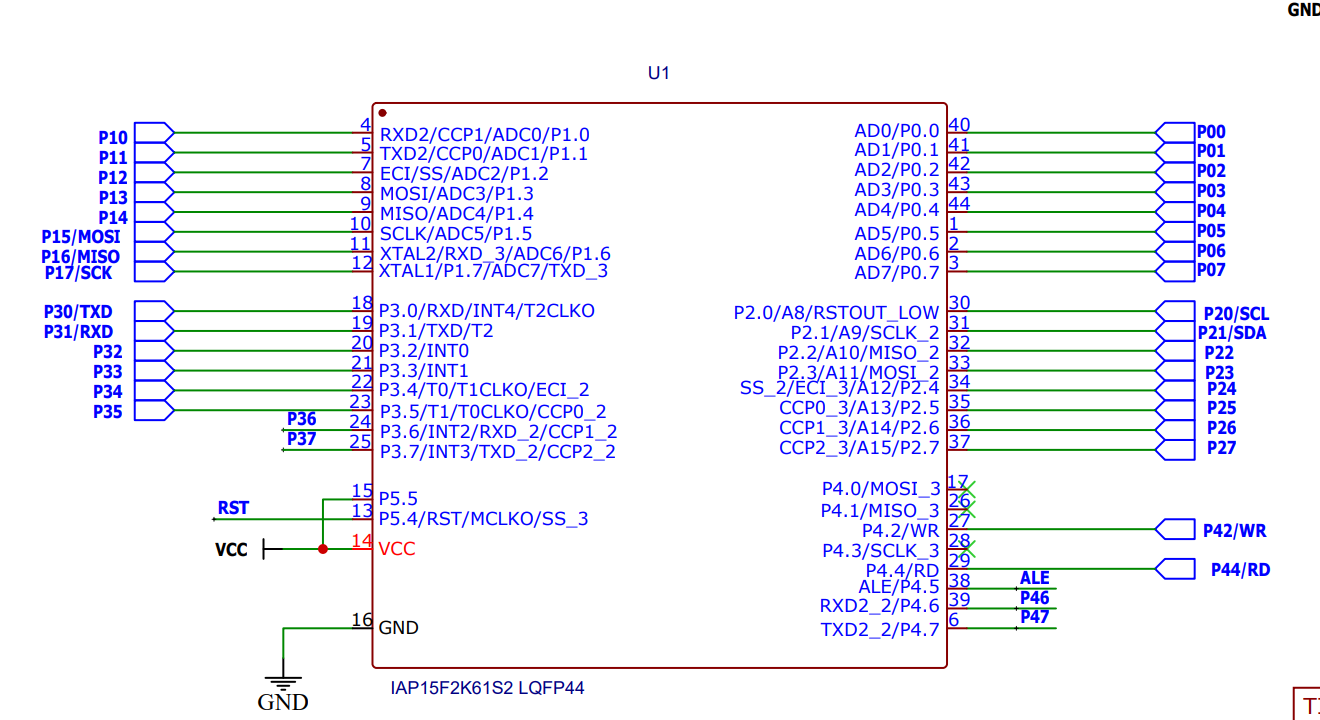 GND
U1
P10
P11
P12
P13
P14
P15/MOSI
P16/MISO
P17/SCK
4
5
7
8
9
10
11
12
RXD2/CCP1/ADC0/P1.0
TXD2/CCP0/ADC1/P1.1
ECI/SS/ADC2/P1.2
MOSI/ADC3/P1.3
MISO/ADC4/P1.4
SCLK/ADC5/P1.5
XTAL2/RXD_3/ADC6/P1.6
XTAL1/P1.7/ADC7/TXD_3
AD0/P0.0
AD1/P0.1
AD2/P0.2
AD3/P0.3
AD4/P0.4
AD5/P0.5
AD6/P0.6
AD7/P0.7
40
41
42
43
44
1
2
3
P00
P01
P02
P03
P04
P05
P06
P07
P30/TXD
P31/RXD
P32
P33
P34
P35
P36
P37
18
19
20
21
22
23
24
25
P3.0/RXD/INT4/T2CLKO
P3.1/TXD/T2
P3.2/INT0
P3.3/INT1
P3.4/T0/T1CLKO/ECI_2
P3.5/T1/T0CLKO/CCP0_2
P3.6/INT2/RXD_2/CCP1_2
P3.7/INT3/TXD_2/CCP2_2
P2.0/A8/RSTOUT_LOW
P2.1/A9/SCLK_2
P2.2/A10/MISO_2
P2.3/A11/MOSI_2
SS_2/ECI_3/A12/P2.4
CCP0_3/A13/P2.5
CCP1_3/A14/P2.6
CCP2_3/A15/P2.7
30
31
32
33
34
35
36
37
P20/SCL
P21/SDA
P22
P23
P24
P25
P26
P27
RST
VCC
15
13
14
16
P5.5
P5.4/RST/MCLKO/SS_3
VCC
GND
P4.0/MOSI_3
P4.1/MISO_3
P4.2/WR
P4.3/SCLK_3
P4.4/RD
ALE/P4.5
RXD2_2/P4.6
TXD2_2/P4.7
17
26
27
28
29
38
39
6
P42/WR
P44/RD
ALE
P46
P47
GND
IAP15F2K61S2 LQFP44